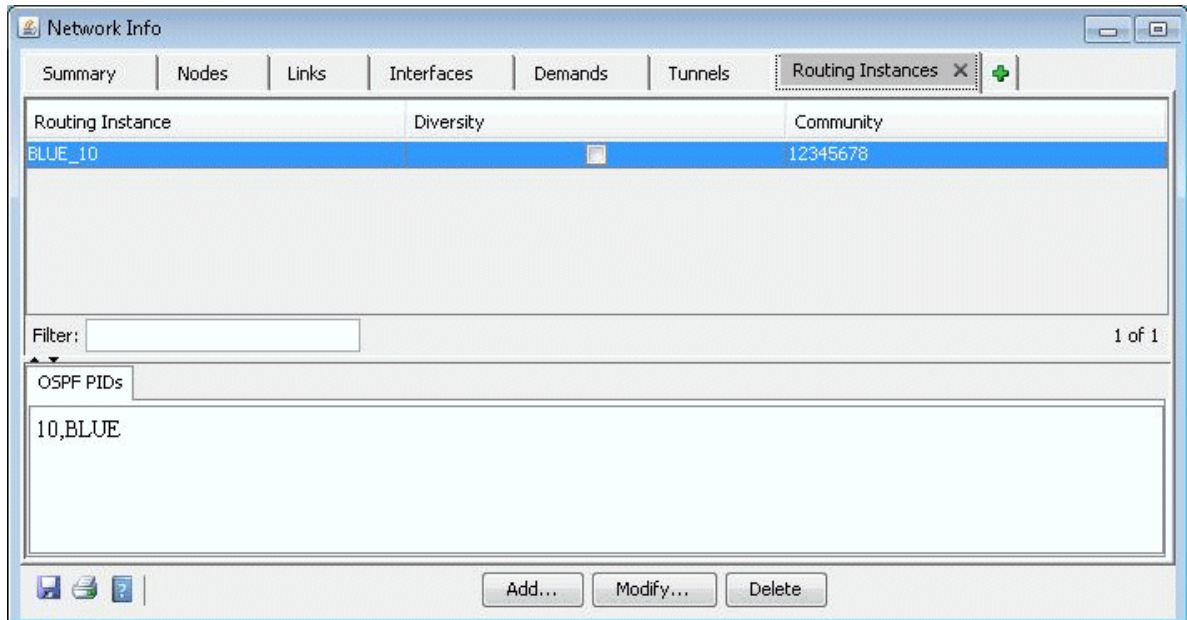 Network Info
Summary Nodes Links Interfaces Demands Tunnels Routing Instances
Routing Instance Diversity Community
BLUE_10 12345678
Filter: 1 of 1
OSPF PIDs
10,BLUE
Add... Modify... Delete